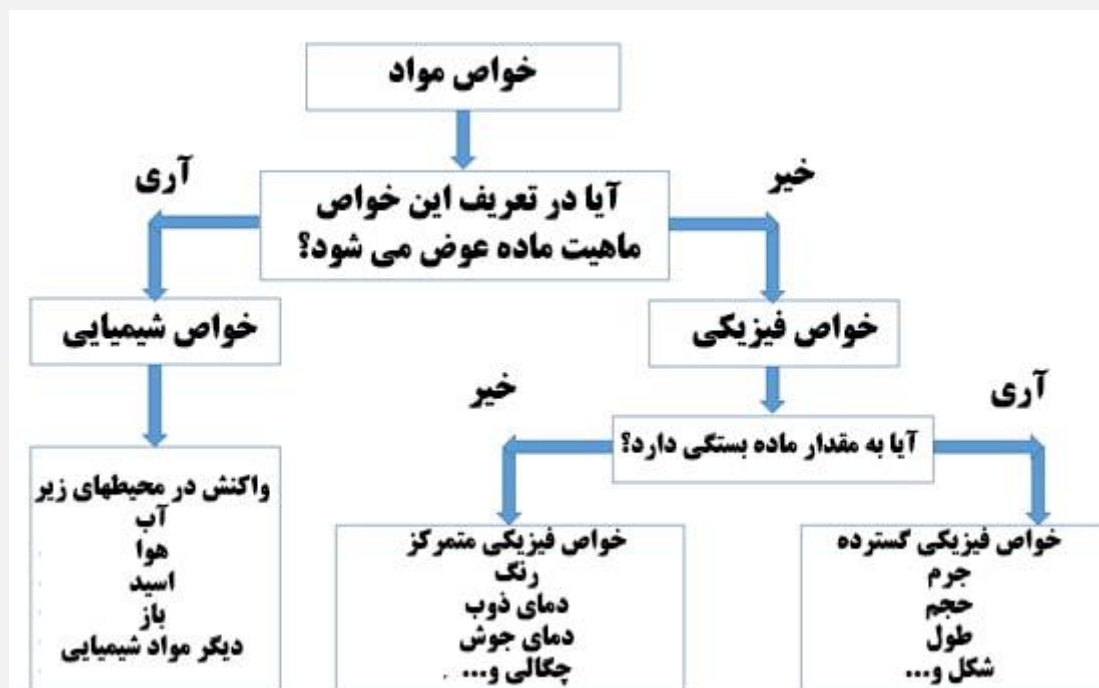 خواص مواد
آیا در تعریف این خواص
ماهیت ماده عوض می شود؟
خیر
آری
خواص فیزیکی
خواص شیمیایی
آیا به مقدار ماده بستگی دارد؟
آری
خیر
خواص فیزیکی گسترده
جرم
حجم
طول
شکل و...
خواص فیزیکی متمرکز
رنگ
دمای ذوب
دمای جوش
چگالی و...
واکنش در محیطهای زیر
آب
هوا
اسید
باز
دیگر مواد شیمیایی